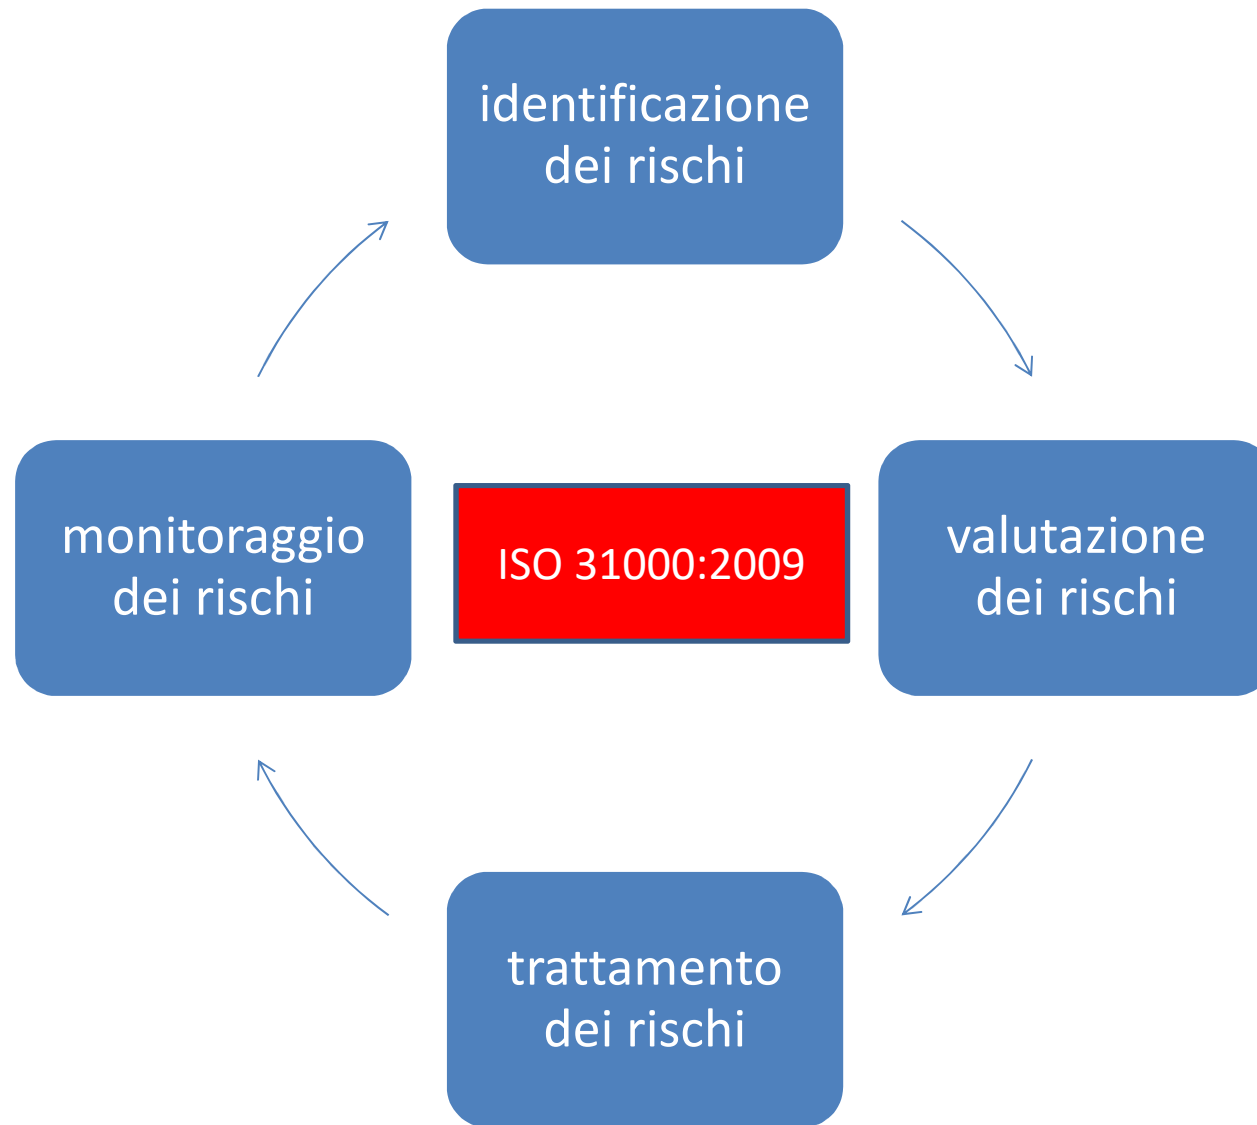 identificazione
dei rischi
monitoraggio
dei rischi
ISO 31000:2009
valutazione
dei rischi
trattamento
dei rischi